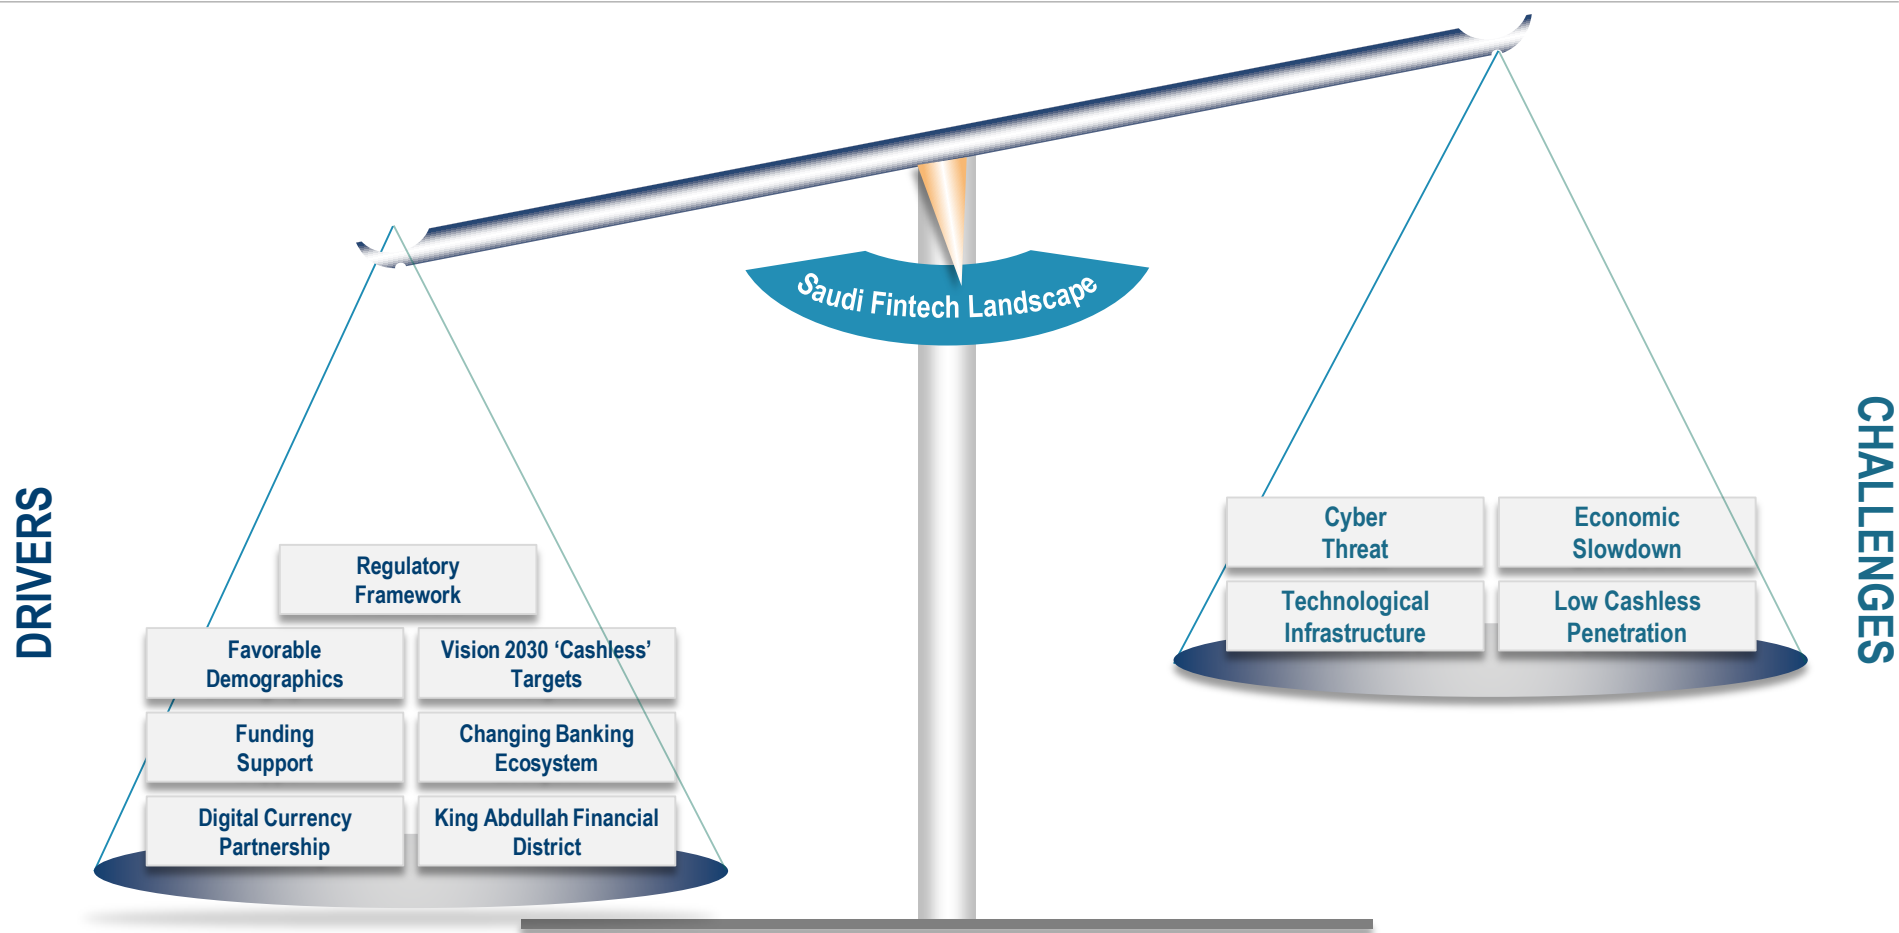 Saudi Fintech Landscape
DRIVERS
Regulatory
Framework
Favorable
Demographics
Vision 2030 ‘Cashless’
Targets
Funding
Support
Changing Banking
Ecosystem
Digital Currency
Partnership
King Abdullah Financial
District
CHALLENGES
Cyber
Threat
Economic
Slowdown
Technological
Infrastructure
Low Cashless
Penetration